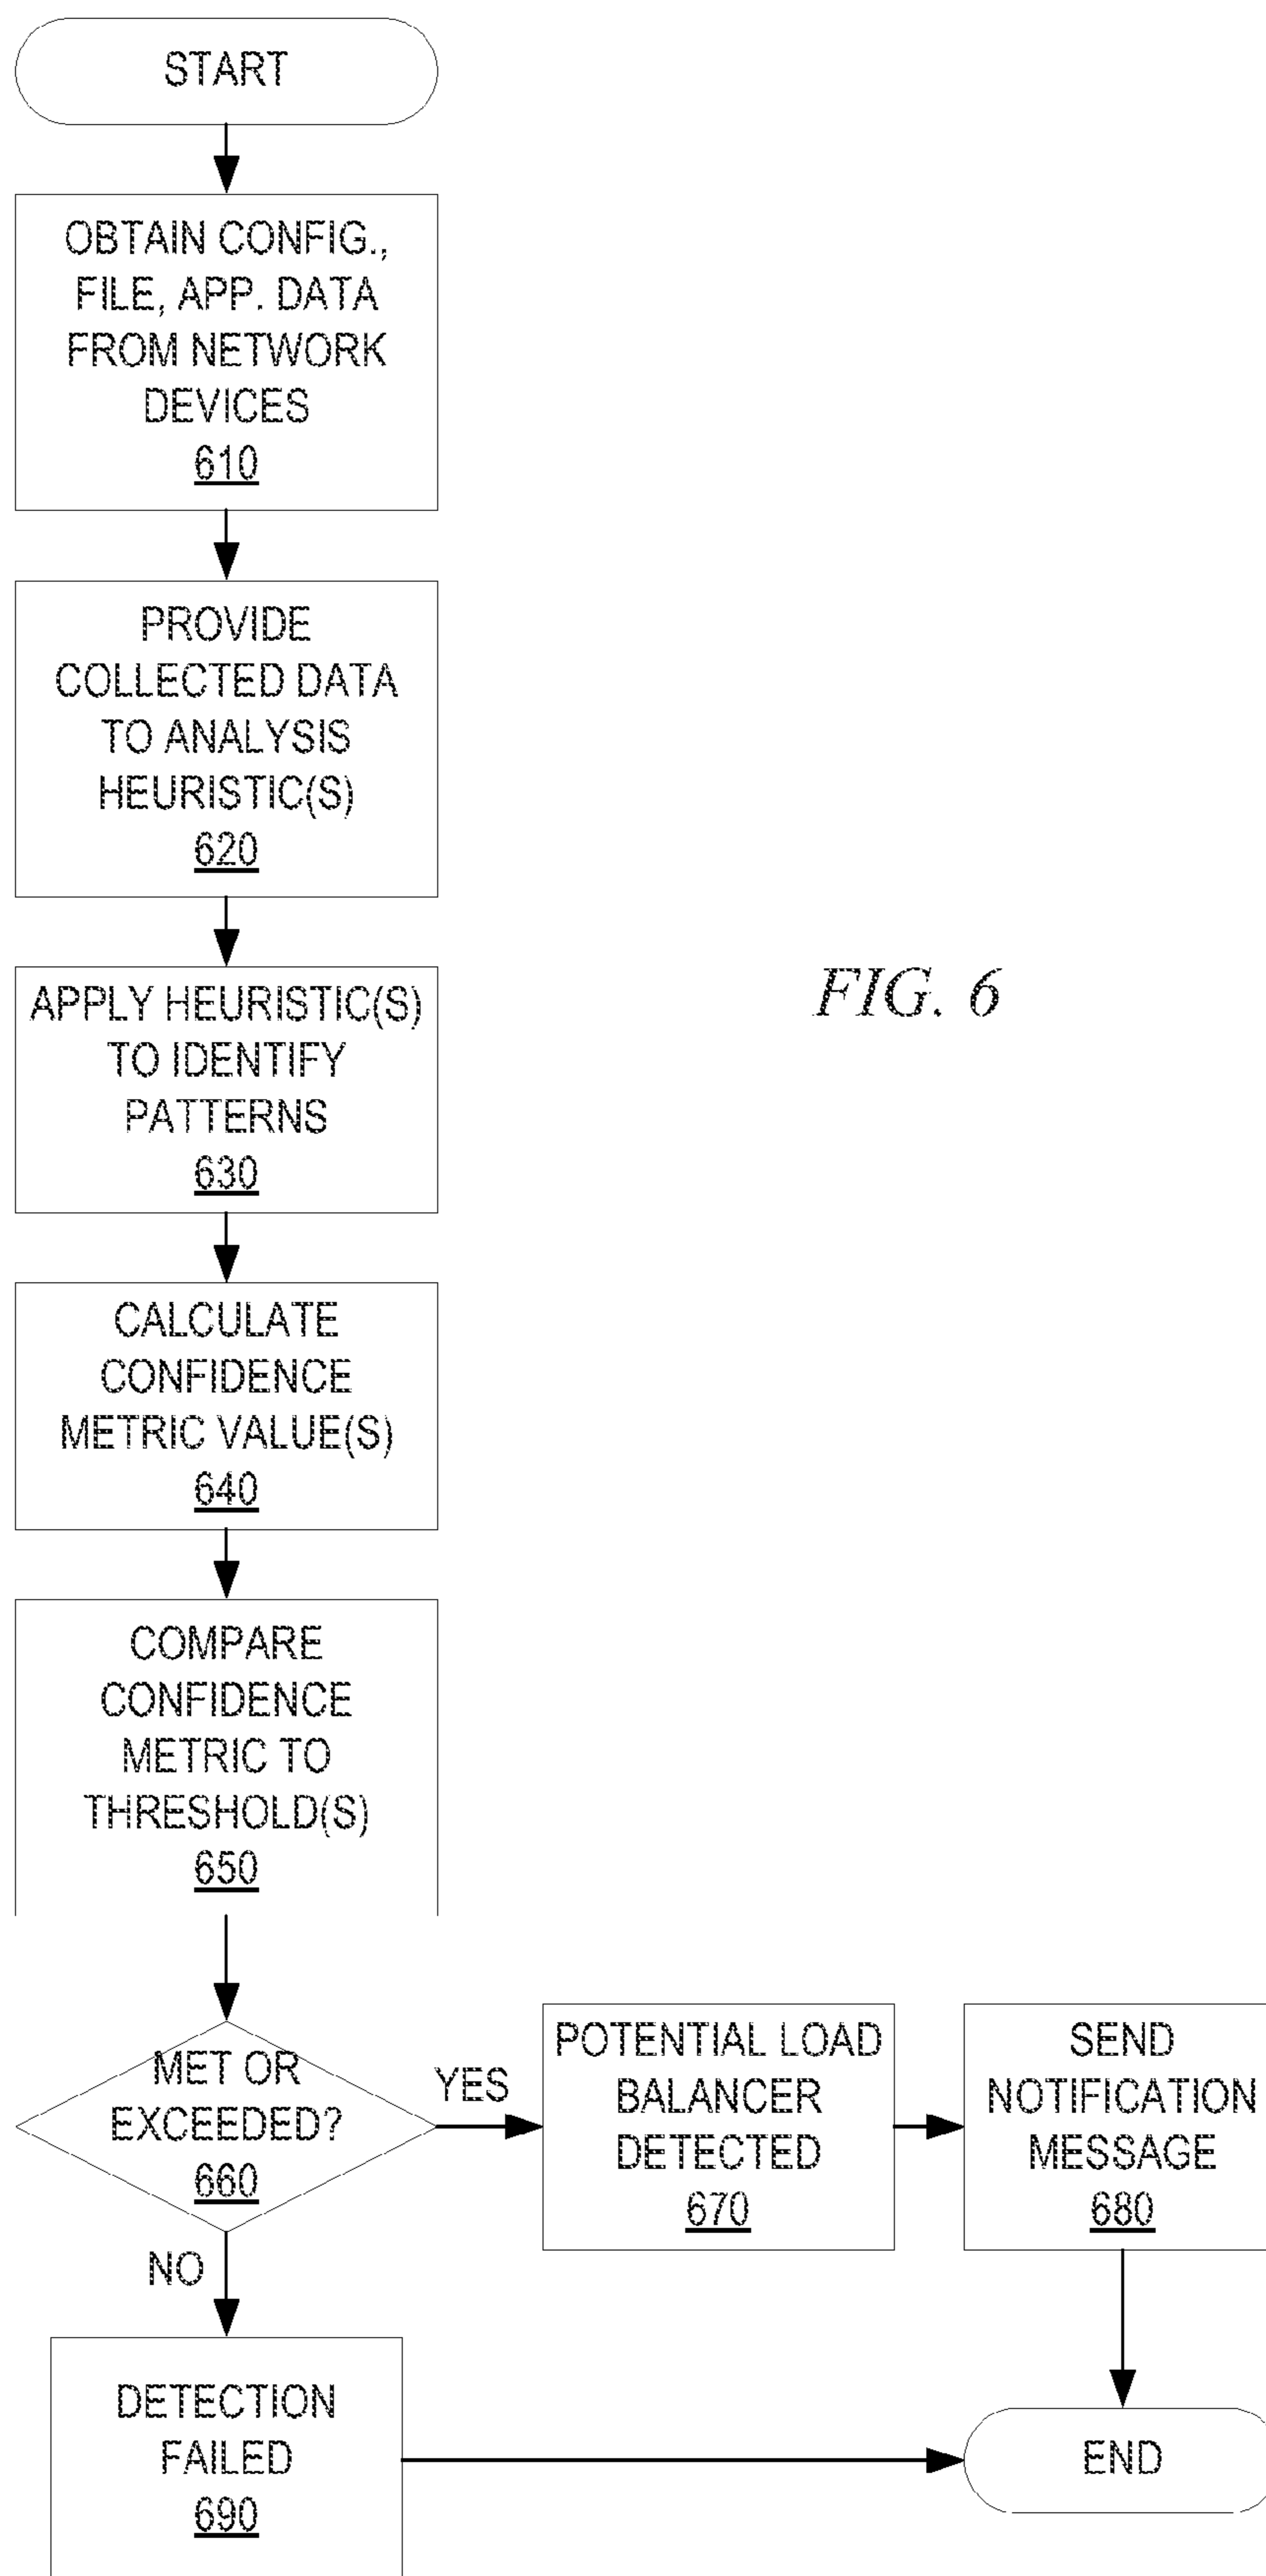 START
OBTAIN CONFIG.,
FILE, APP. DATA
FROM NETWORK
DEVICES
610
PROVIDE
COLLECTED DATA
TO ANALYSIS
HEURISTIC(S)
620
APPLY HEURISTIC(S)
TO IDENTIFY
PATTERNS
630
FIG. 6
CALCULATE
CONFIDENCE
METRIC VALUE(S)
640
COMPARE
CONFIDENCE
METRIC TO
THRESHOLD(S)
650
MET OR
EXCEEDED?
660
YES
POTENTIAL LOAD
BALANCER
DETECTED
670
SEND
NOTIFICATION
MESSAGE
680
NO
DETECTION
FAILED
690
END